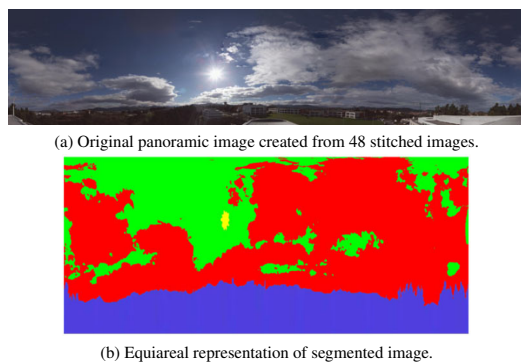 (a) Original panoramic image created from 48 stitched images.
(b) Equiareal representation of segmented image.